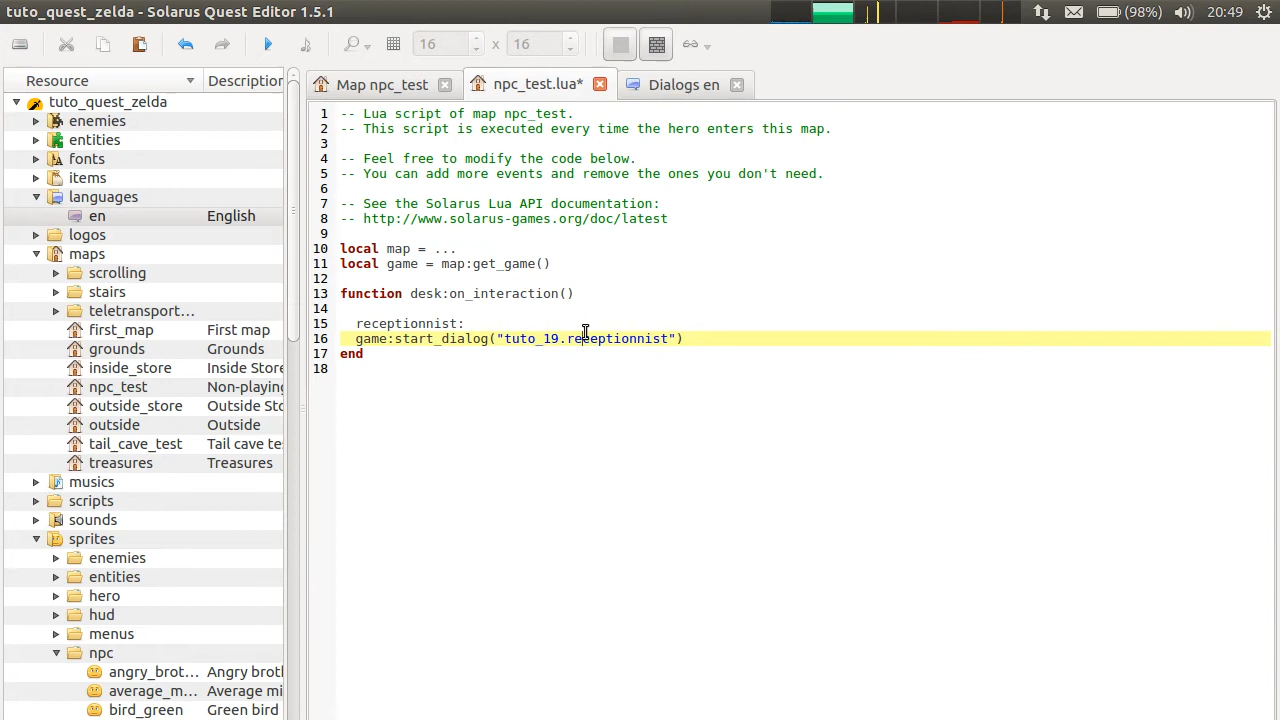 tuto_quest_zelda - Solarus Quest Editor 1.5.1
(98%)
20:49
16
x
16
Resource
Description
Map npc_test
npc_test.lua*
Dialogs en
tuto_quest_zelda
enemies
entities
fonts
items
languages
en English
logos
maps
scrolling
stairs
teletransport...
first_map First map
grounds Grounds
inside_store Inside Store
npc_test Non-playing
outside_store Outside Sto
outside Outside
tail_cave_test Tail cave tes
treasures Treasures
musics
scripts
sounds
sprites
enemies
entities
hero
hud
menus
npc
angry_brot... Angry broth
average_m... Average mi
bird_green Green bird
1 -- Lua script of map npc_test.
2 -- This script is executed every time the hero enters this map.
3
4 -- Feel free to modify the code below.
5 -- You can add more events and remove the ones you don't need.
6
7 -- See the Solarus Lua API documentation:
8 -- http://www.solarus-games.org/doc/latest
9
10 local map = ...
11 local game = map:get_game()
12
13 function desk:on_interaction()
14
15 receptionnist:
16 game:start_dialog("tuto_19.receptionnist")
17 end
18